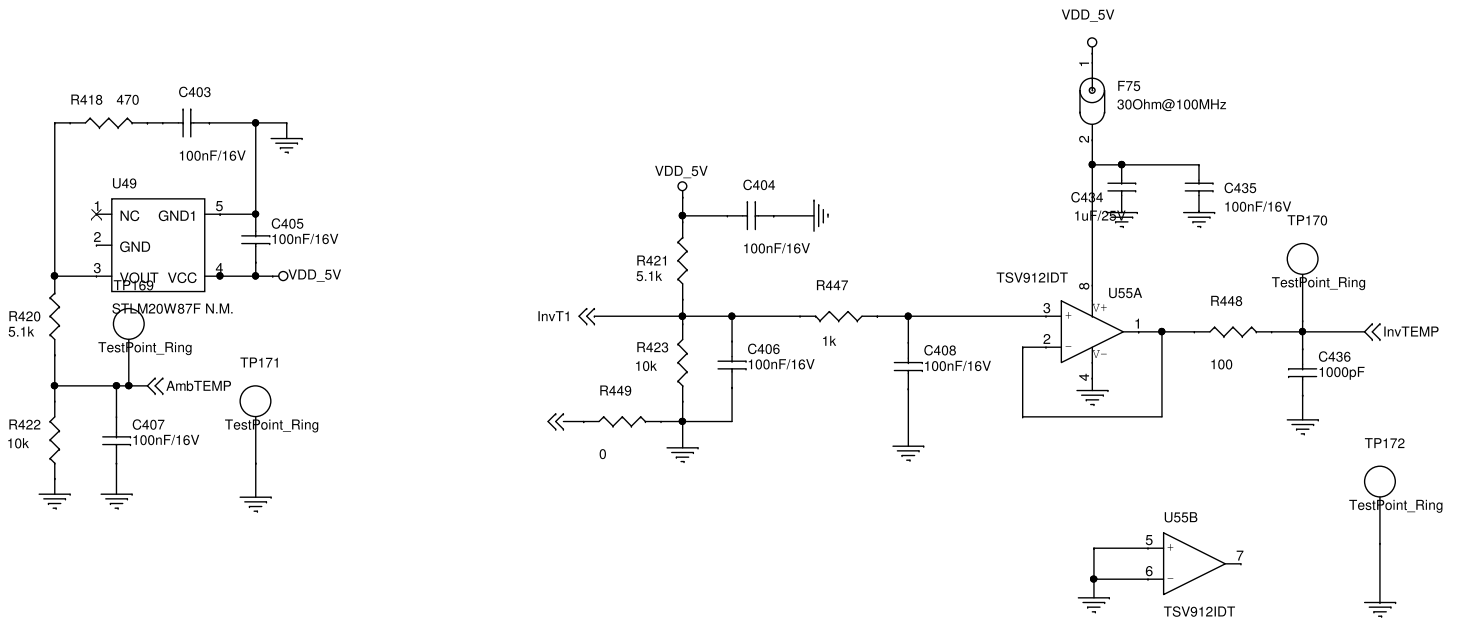 VDD_5V
1
F75
30Ohm@100MHz
2
C434
1uF/25V
C435
100nF/16V
R418 470
C403
100nF/16V
U49
1
NC
GND1
5
2
GND
3
VOUT
VCC
4
C405
100nF/16V
VDD_5V
TP169
STLM20W87F N.M.
TestPoint_Ring
R420
5.1k
AmbTEMP
R422
10k
C407
100nF/16V
TP171
TestPoint_Ring
VDD_5V
C404
100nF/16V
R421
5.1k
InvT1
R423
10k
C406
100nF/16V
R449
0
R447
1k
C408
100nF/16V
TSV912IDT
8
U55A
V+
3
+
2
−
1
V−
4
R448
100
TP170
TestPoint_Ring
InvTEMP
C436
1000pF
TP172
TestPoint_Ring
U55B
5
+
6
−
7
TSV912IDT